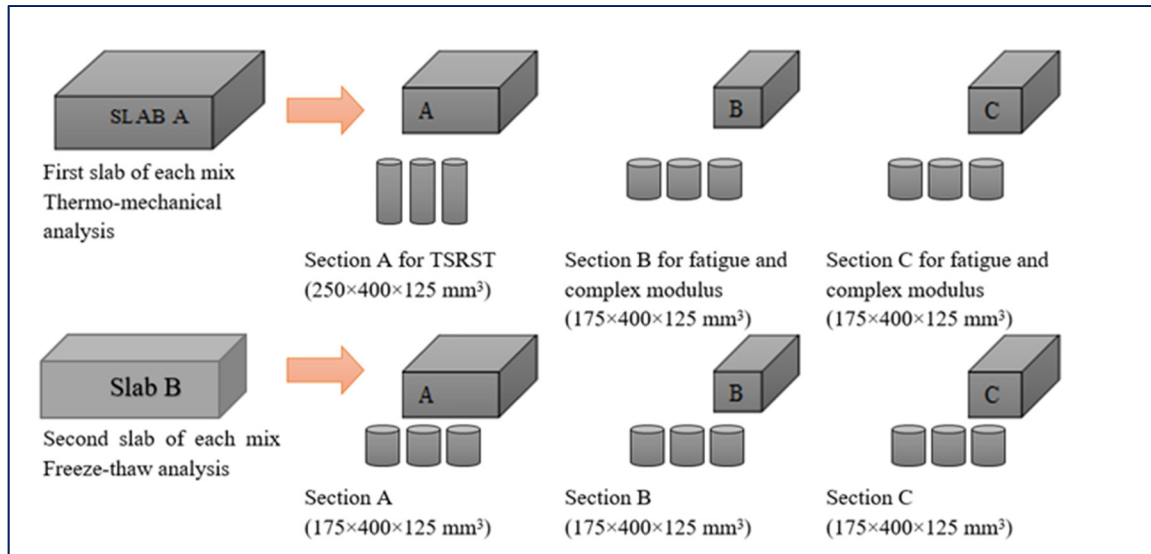 SLAB A
A
B
C
First slab of each mix
Thermo-mechanical
analysis
Section A for TSRST
(250×400×125 mm³)
Section B for fatigue and
complex modulus
(175×400×125 mm³)
Section C for fatigue and
complex modulus
(175×400×125 mm³)
Slab B
A
B
C
Second slab of each mix
Freeze-thaw analysis
Section A
(175×400×125 mm³)
Section B
(175×400×125 mm³)
Section C
(175×400×125 mm³)